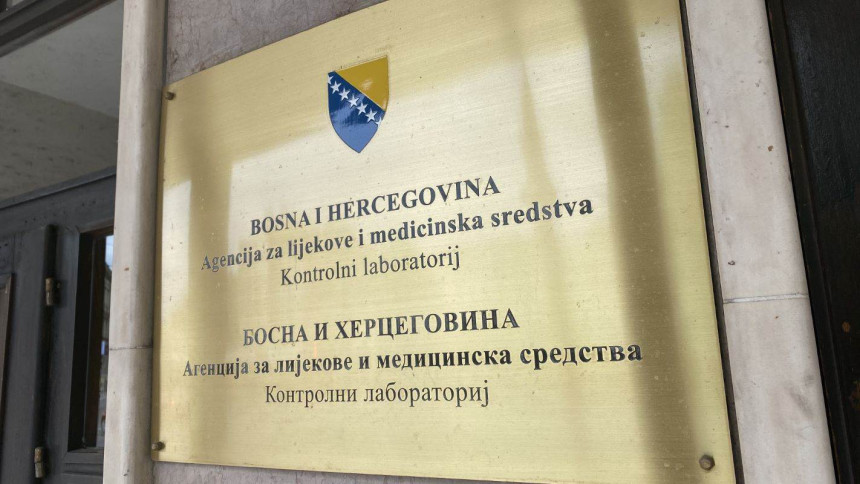 BOSNA I HERCEGOVINA
Agencija za lijekove i medicinska sredstva
Kontrolni laboratorij
БОСНА И ХЕРЦЕГОВИНА
Агенција за лијекове и медицинска средства
Контролни лабораториј